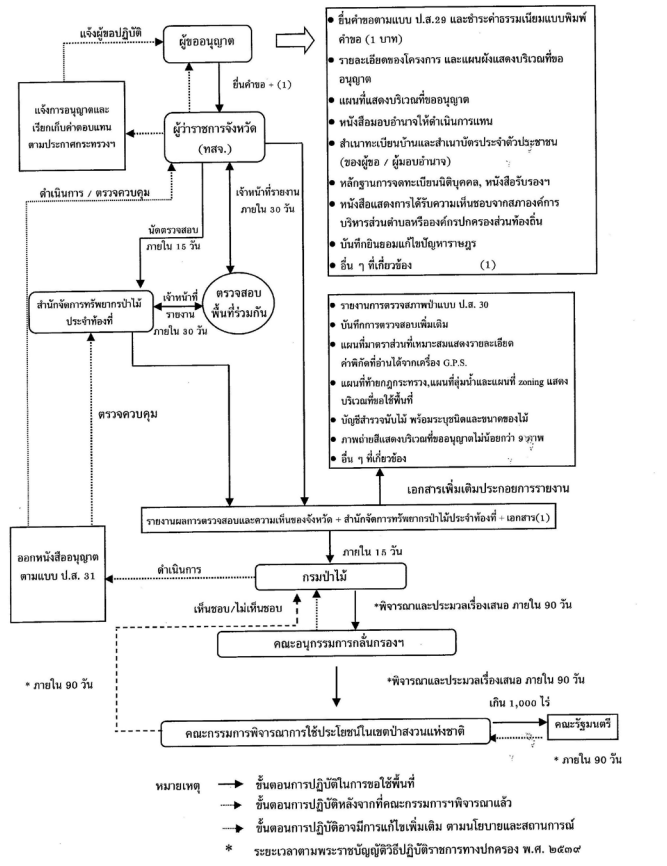 แจ้งผู้ขอปฏิบัติ
ผู้ขออนุญาต
ยื่นคำขอ + (1)
แจ้งการอนุญาตและ
เรียกเก็บค่าตอบแทน
ตามประกาศกระทรวงฯ
ผู้ว่าราชการจังหวัด
(ทสจ.)
• ยื่นคำขอตามแบบ ป.ส.29 และชำระค่าธรรมเนียมแบบพิมพ์
คำขอ (1 บาท)
• รายละเอียดของโครงการ และแผนผังแสดงบริเวณที่ขอ
อนุญาต
• แผนที่แสดงบริเวณที่ขออนุญาต
• หนังสือมอบอำนาจให้ดำเนินการแทน
• สำเนาทะเบียนบ้านและสำเนาบัตรประจำตัวประชาชน
(ของผู้ขอ / ผู้มอบอำนาจ)
• หลักฐานการจดทะเบียนนิติบุคคล, หนังสือรับรองฯ
• หนังสือแสดงการได้รับความเห็นชอบจากสภาองค์การ
บริหารส่วนตำบลหรือองค์กรปกครองส่วนท้องถิ่น
• บันทึกยินยอมแก้ไขปัญหาราษฎร
• อื่น ๆ ที่เกี่ยวข้อง (1)
ดำเนินการ / ตรวจควบคุม
เจ้าหน้าที่รายงาน
ภายใน 30 วัน
นัดตรวจสอบ
ภายใน 15 วัน
สำนักจัดการทรัพยากรป่าไม้
ประจำท้องที่
เจ้าหน้าที่
รายงาน
ภายใน 30 วัน
ตรวจสอบ
พื้นที่ร่วมกัน
• รายงานการตรวจสภาพป่าแบบ ป.ส. 30
• บันทึกการตรวจสอบเพิ่มเติม
• แผนที่มาตราส่วนที่เหมาะสมแสดงรายละเอียด
ค่าพิกัดที่อ่านได้จากเครื่อง G.P.S.
• แผนที่ท้ายกฎกระทรวง,แผนที่ลุ่มน้ำและแผนที่ zoning แสดง
บริเวณที่ขอใช้พื้นที่
• บัญชีสำรวจนับไม้ พร้อมระบุชนิดและขนาดของไม้
• ภาพถ่ายสีแสดงบริเวณที่ขออนุญาตไม่น้อยกว่า 9 ภาพ
• อื่น ๆ ที่เกี่ยวข้อง
ตรวจควบคุม
เอกสารเพิ่มเติมประกอยการรายงาน
รายงานผลการตรวจสอบและความเห็นของจังหวัด + สำนักจัดการทรัพยากรป่าไม้ประจำท้องที่ + เอกสาร(1)
ภายใน 15 วัน
ออกหนังสืออนุญาต
ตามแบบ ป.ส. 31
ดำเนินการ
กรมป่าไม้
เห็นชอบ/ไม่เห็นชอบ
*พิจารณาและประมวลเรื่องเสนอ ภายใน 90 วัน
คณะอนุกรรมการกลั่นกรองฯ
* ภายใน 90 วัน
*พิจารณาและประมวลเรื่องเสนอ ภายใน 90 วัน
เกิน 1,000 ไร่
คณะกรรมการพิจารณาการใช้ประโยชน์ในเขตป่าสงวนแห่งชาติ
คณะรัฐมนตรี
* ภายใน 90 วัน
หมายเหตุ ขั้นตอนการปฏิบัติในการขอใช้พื้นที่
ขั้นตอนการปฏิบัติหลังจากที่คณะกรรมการฯพิจารณาแล้ว
ขั้นตอนการปฏิบัติอาจมีการแก้ไขเพิ่มเติม ตามนโยบายและสถานการณ์
* ระยะเวลาตามพระราชบัญญัติวิธีปฏิบัติราชการทางปกครอง พ.ศ. ๒๕๓๙